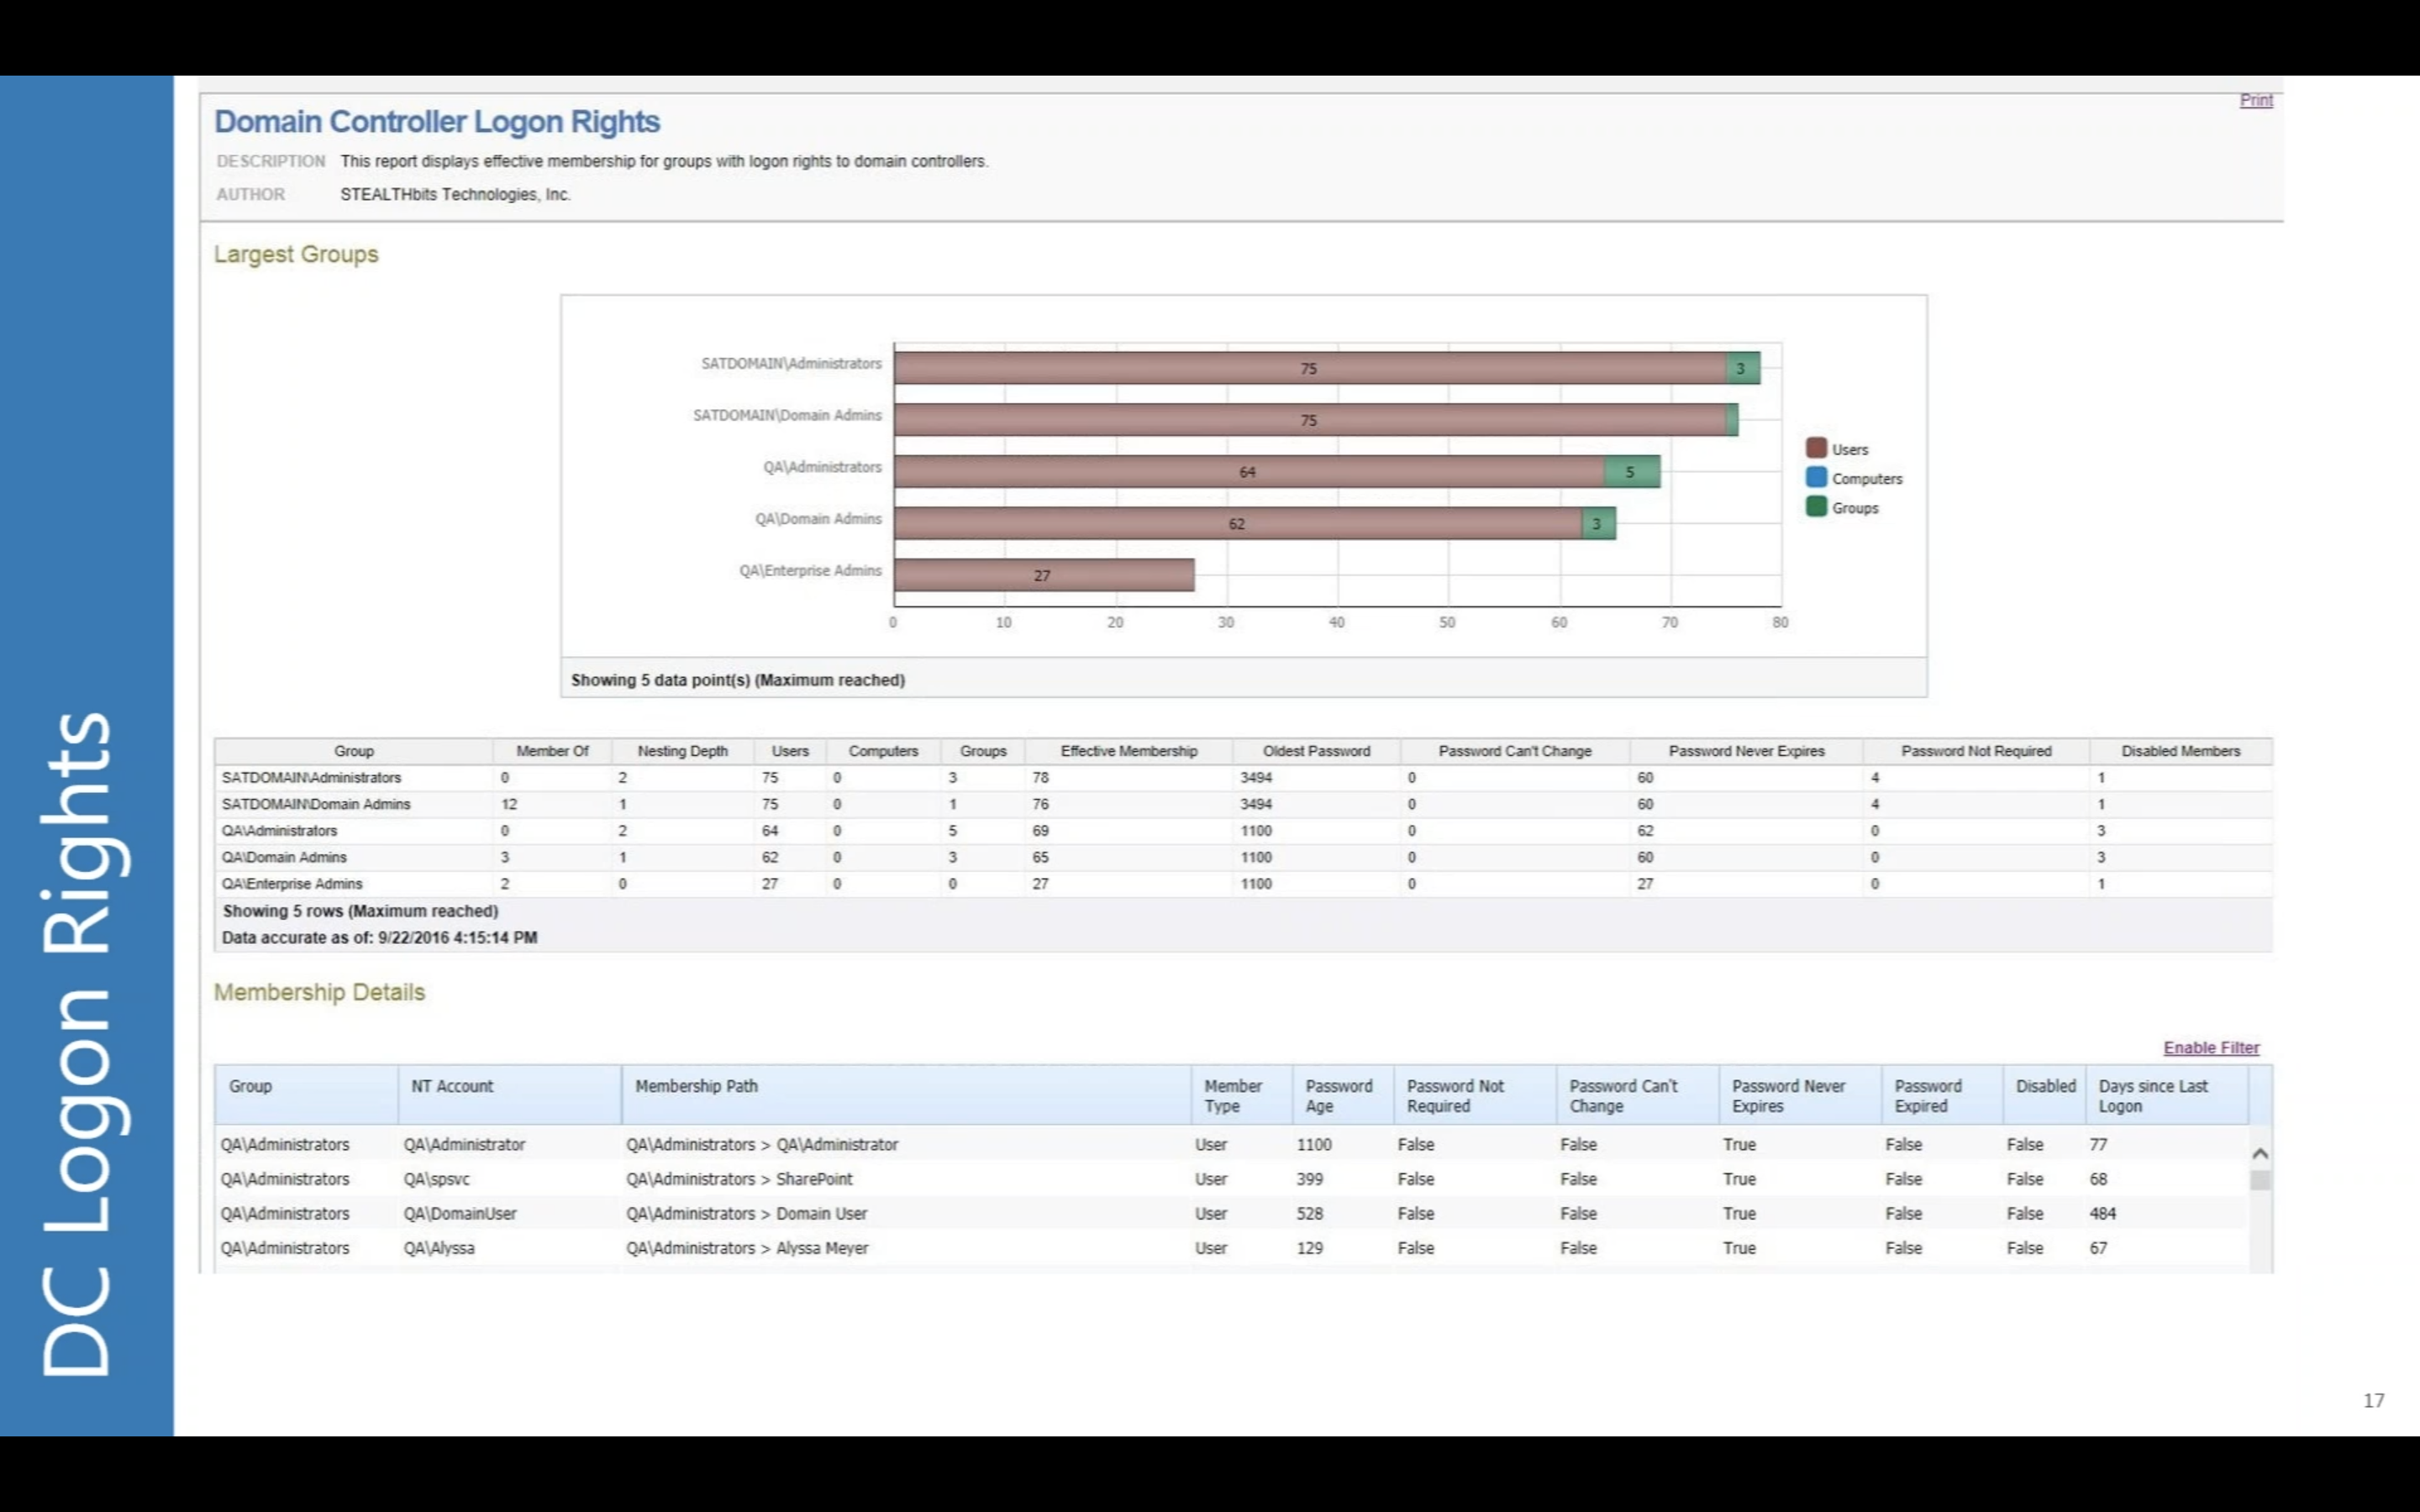 DC Logon Rights
Print
Domain Controller Logon Rights
DESCRIPTION This report displays effective membership for groups with logon rights to domain controllers.
AUTHOR STEALTHbits Technologies, Inc.
Largest Groups
SATDOMAIN\Administrators 75 3
SATDOMAIN\Domain Admins 75
QA\Administrators 64 5
QA\Domain Admins 62 3
QA\Enterprise Admins 27
0 10 20 30 40 50 60 70 80
Users
Computers
Groups
Showing 5 data point(s) (Maximum reached)
Group Member Of Nesting Depth Users Computers Groups Effective Membership Oldest Password Password Can't Change Password Never Expires Password Not Required Disabled Members
SATDOMAIN\Administrators 0 2 75 0 3 78 3494 0 60 4 1
SATDOMAIN\Domain Admins 12 1 75 0 1 76 3494 0 60 4 1
QA\Administrators 0 2 64 0 5 69 1100 0 62 0 3
QA\Domain Admins 3 1 62 0 3 65 1100 0 60 0 3
QA\Enterprise Admins 2 0 27 0 0 27 1100 0 27 0 1
Showing 5 rows (Maximum reached)
Data accurate as of: 9/22/2016 4:15:14 PM
Membership Details
Enable Filter
Group NT Account Membership Path Member Type Password Age Password Not Required Password Can't Change Password Never Expires Password Expired Disabled Days since Last Logon
QA\Administrators QA\Administrator QA\Administrators > QA\Administrator User 1100 False False True False False 77
QA\Administrators QA\spsvc QA\Administrators > SharePoint User 399 False False True False False 68
QA\Administrators QA\DomainUser QA\Administrators > Domain User User 528 False False True False False 484
QA\Administrators QA\Alyssa QA\Administrators > Alyssa Meyer User 129 False False True False False 67
17